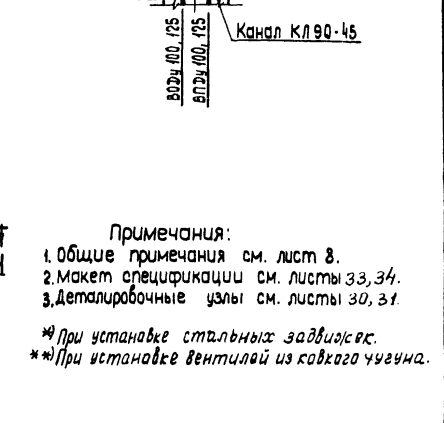 Канал КЛ90-45
ВОДу 100, 125
ВПДу 100, 125
Примечания:
1. Общие примечания см. лист 8.
2. Макет спецификации см. листы 33, 34.
3. Деталировочные узлы см. листы 30, 31
*) При установке стальных задвижек.
**) При установке вентилей из ковкого чугуна.